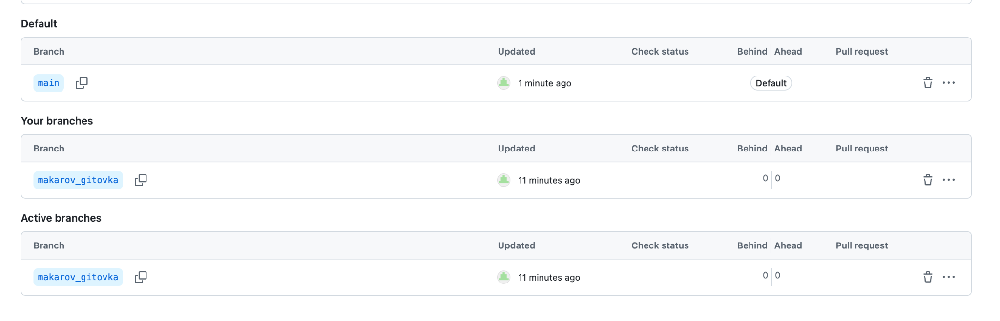 Default
Branch Updated Check status Behind Ahead Pull request
main 1 minute ago Default
Your branches
Branch Updated Check status Behind Ahead Pull request
makarov_gitovka 11 minutes ago 0 0
Active branches
Branch Updated Check status Behind Ahead Pull request
makarov_gitovka 11 minutes ago 0 0